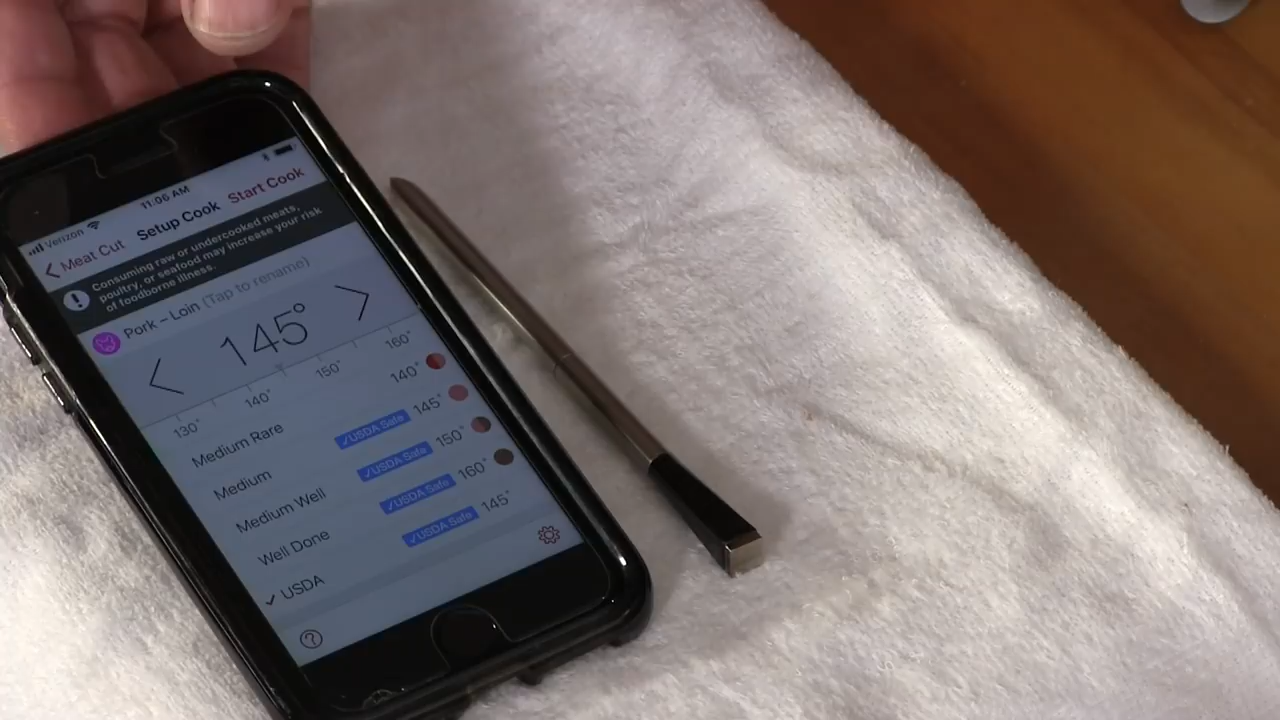 Verizon 11:06 AM
Meat Cut Setup Cook Start Cook
Consuming raw or undercooked meats,
poultry, or seafood may increase your risk
of foodborne illness.
Pork – Loin (Tap to rename)
145°
130° 140° 150° 160°
Medium Rare 140°
Medium ✓USDA Safe 145°
Medium Well ✓USDA Safe 150°
Well Done ✓USDA Safe 160°
✓ USDA ✓USDA Safe 145°